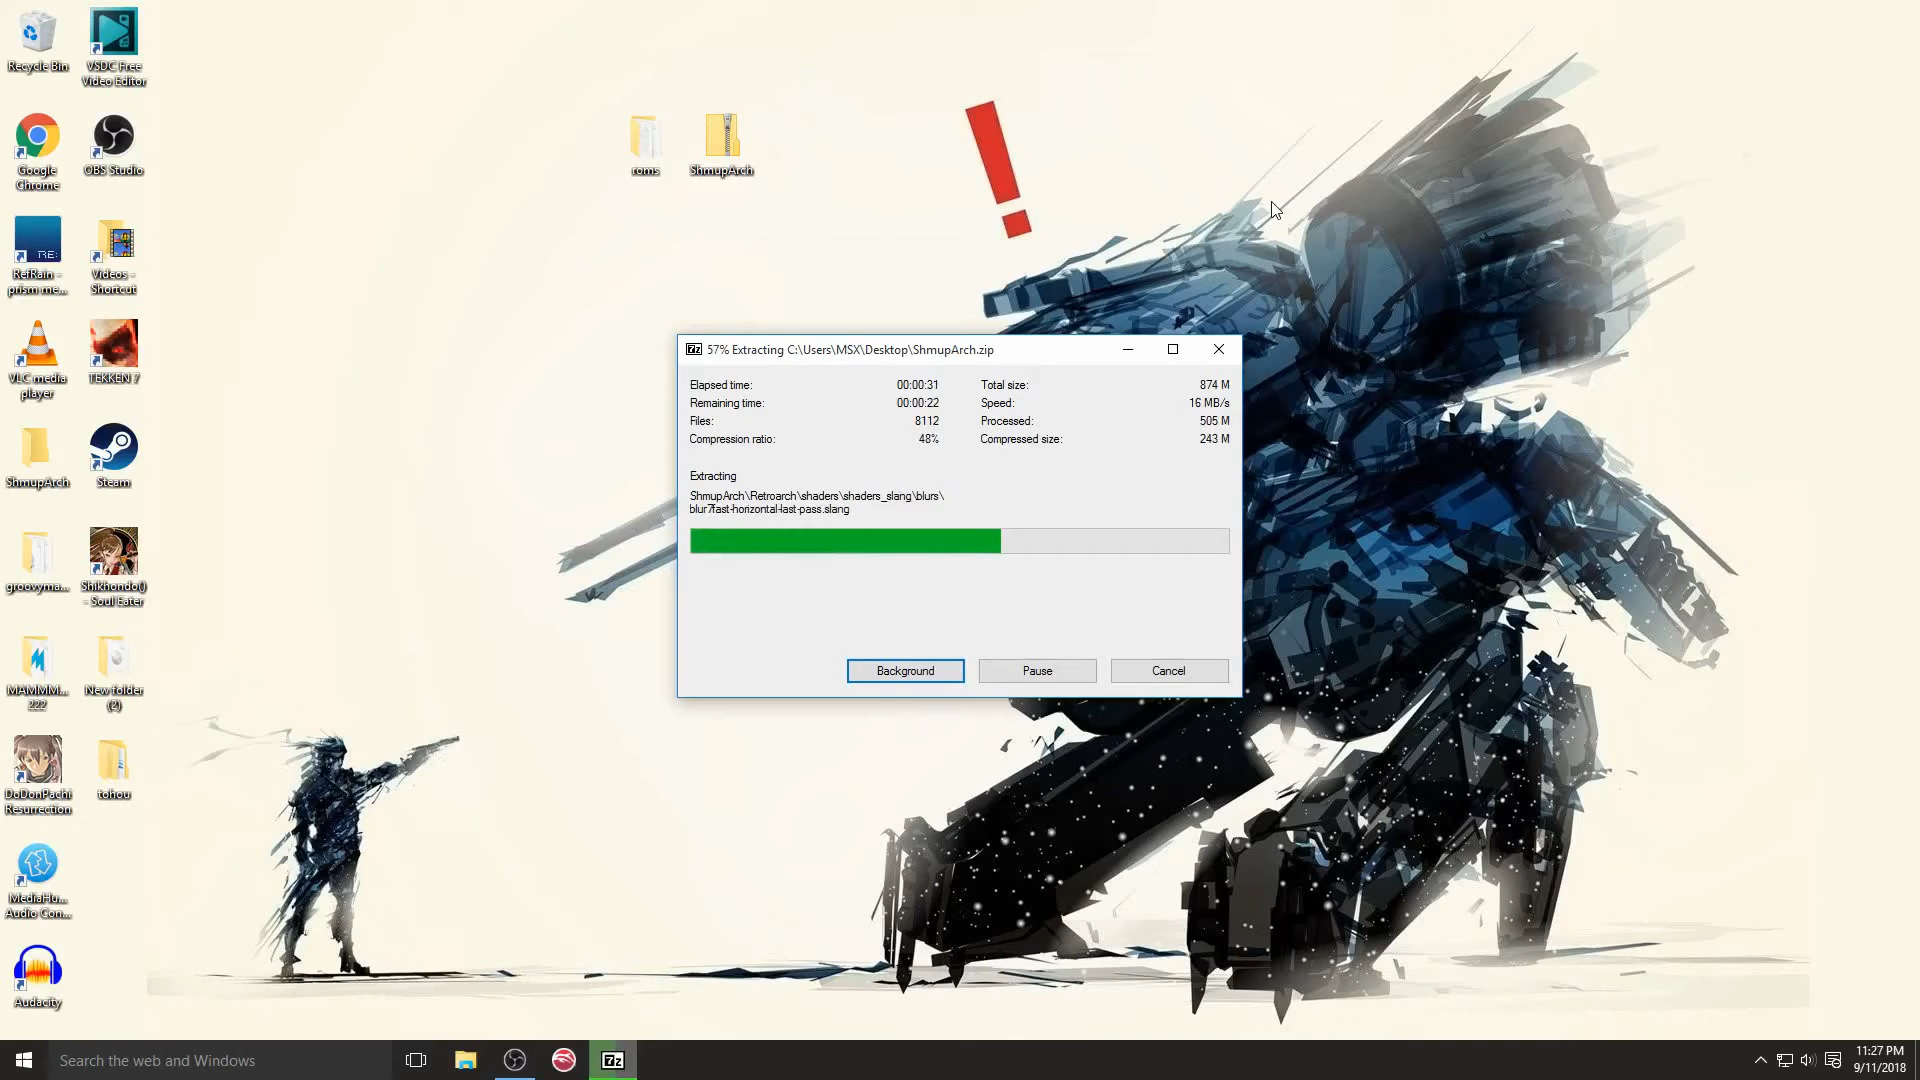 Recycle Bin
VSDC Free
Video Editor
Google
Chrome
OBS Studio
RefRain -
prism me...
Videos -
Shortcut
VLC media
player
TEKKEN 7
ShmupArch
Steam
groovyma...
Shikhondo()
- Soul Eater
MAMMM...
222
New folder
(2)
DoDonPachi
Resurrection
tohou
MediaHu...
Audio Con...
Audacity
roms
ShmupArch
57% Extracting C:\Users\MSX\Desktop\ShmupArch.zip
Elapsed time: 00:00:31 Total size: 874 M
Remaining time: 00:00:22 Speed: 16 MB/s
Files: 8112 Processed: 505 M
Compression ratio: 48% Compressed size: 243 M
Extracting
ShmupArch\Retroarch\shaders\shaders_slang\blurs\
blur7fast-horizontal-last-pass.slang
Background Pause Cancel
Search the web and Windows
11:27 PM
9/11/2018